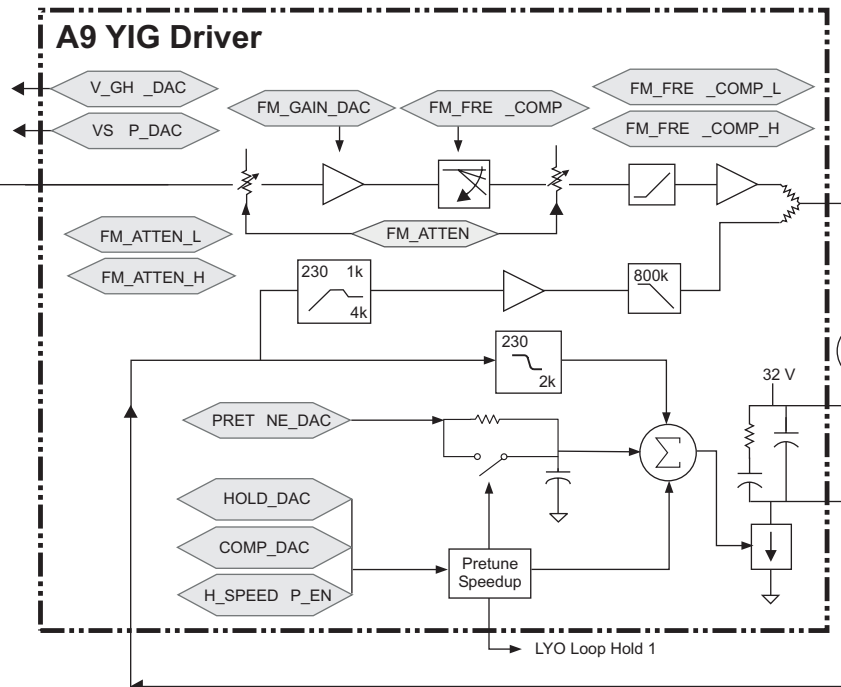 A9 YIG Driver
V_GH _DAC
VS P_DAC
FM_GAIN_DAC
FM_FRE _COMP
FM_FRE _COMP_L
FM_FRE _COMP_H
FM_ATTEN_L
FM_ATTEN_H
FM_ATTEN
230 1k
4k
800k
230
2k
32 V
PRET NE_DAC
Σ
HOLD_DAC
COMP_DAC
H_SPEED P_EN
Pretune
Speedup
LYO Loop Hold 1